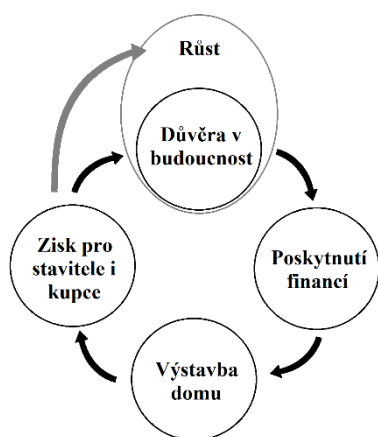 Růst
Důvěra v
budoucnost
Poskytnutí
financí
Výstavba
domu
Zisk pro
stavitele i
kupce